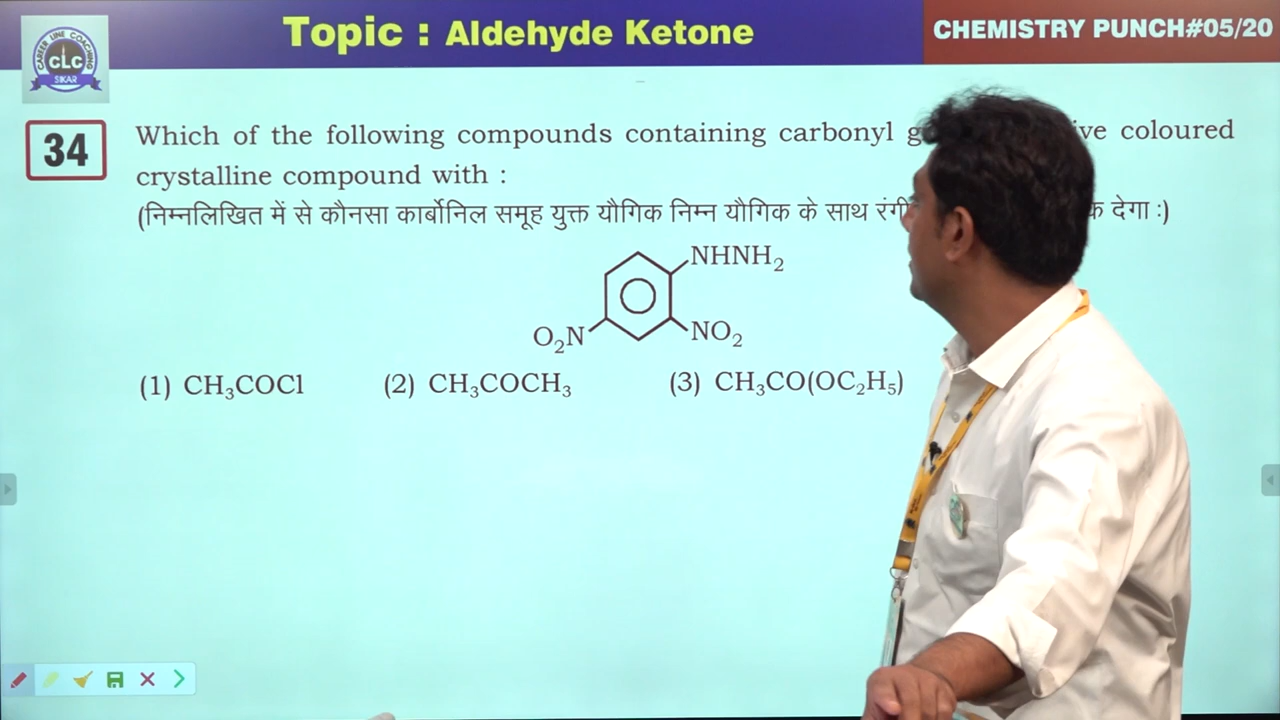 Topic : Aldehyde Ketone
CHEMISTRY PUNCH#05/20
CAREER LINE COACHING
CLC
SIKAR
34
Which of the following compounds containing carbonyl coloured
crystalline compound with :
(निम्नलिखित में से कौनसा कार्बोनिल समूह युक्त यौगिक निम्न यौगिक के साथ देगा :)
NHNH₂
O₂N
NO₂
(1) CH₃COCl (2) CH₃COCH₃ (3) CH₃CO(OC₂H₅)